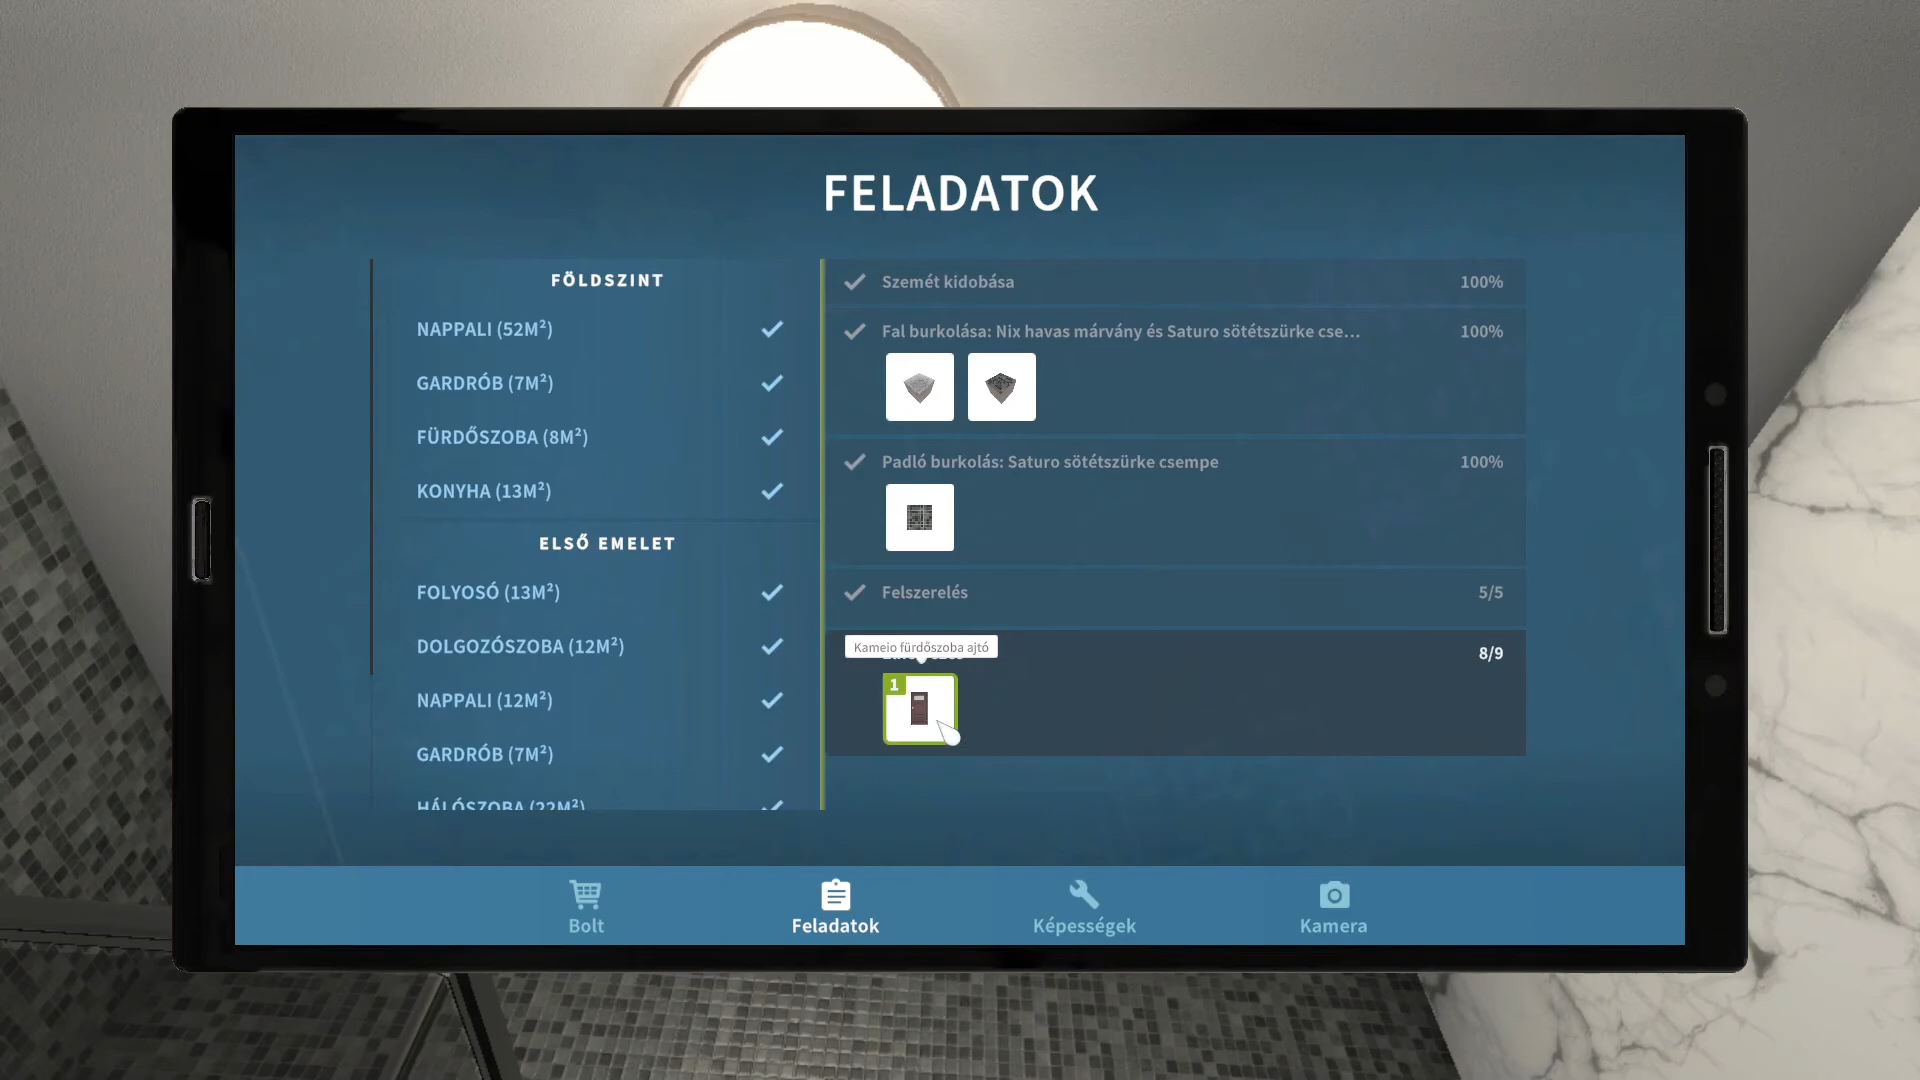 FELADATOK
FÖLDSZINT
NAPPALI (52M²)
GARDRÓB (7M²)
FÜRDŐSZOBA (8M²)
KONYHA (13M²)
ELSŐ EMELET
FOLYOSÓ (13M²)
DOLGOZÓSZOBA (12M²)
NAPPALI (12M²)
GARDRÓB (7M²)
HÁLÓSZOBA (22M²)
Szemét kidobása 100%
Fal burkolása: Nix havas márvány és Saturo sötétszürke cse... 100%
Padló burkolás: Saturo sötétszürke csempe 100%
Felszerelés 5/5
Kameio fürdőszoba ajtó
8/9
1
Bolt
Feladatok
Képességek
Kamera